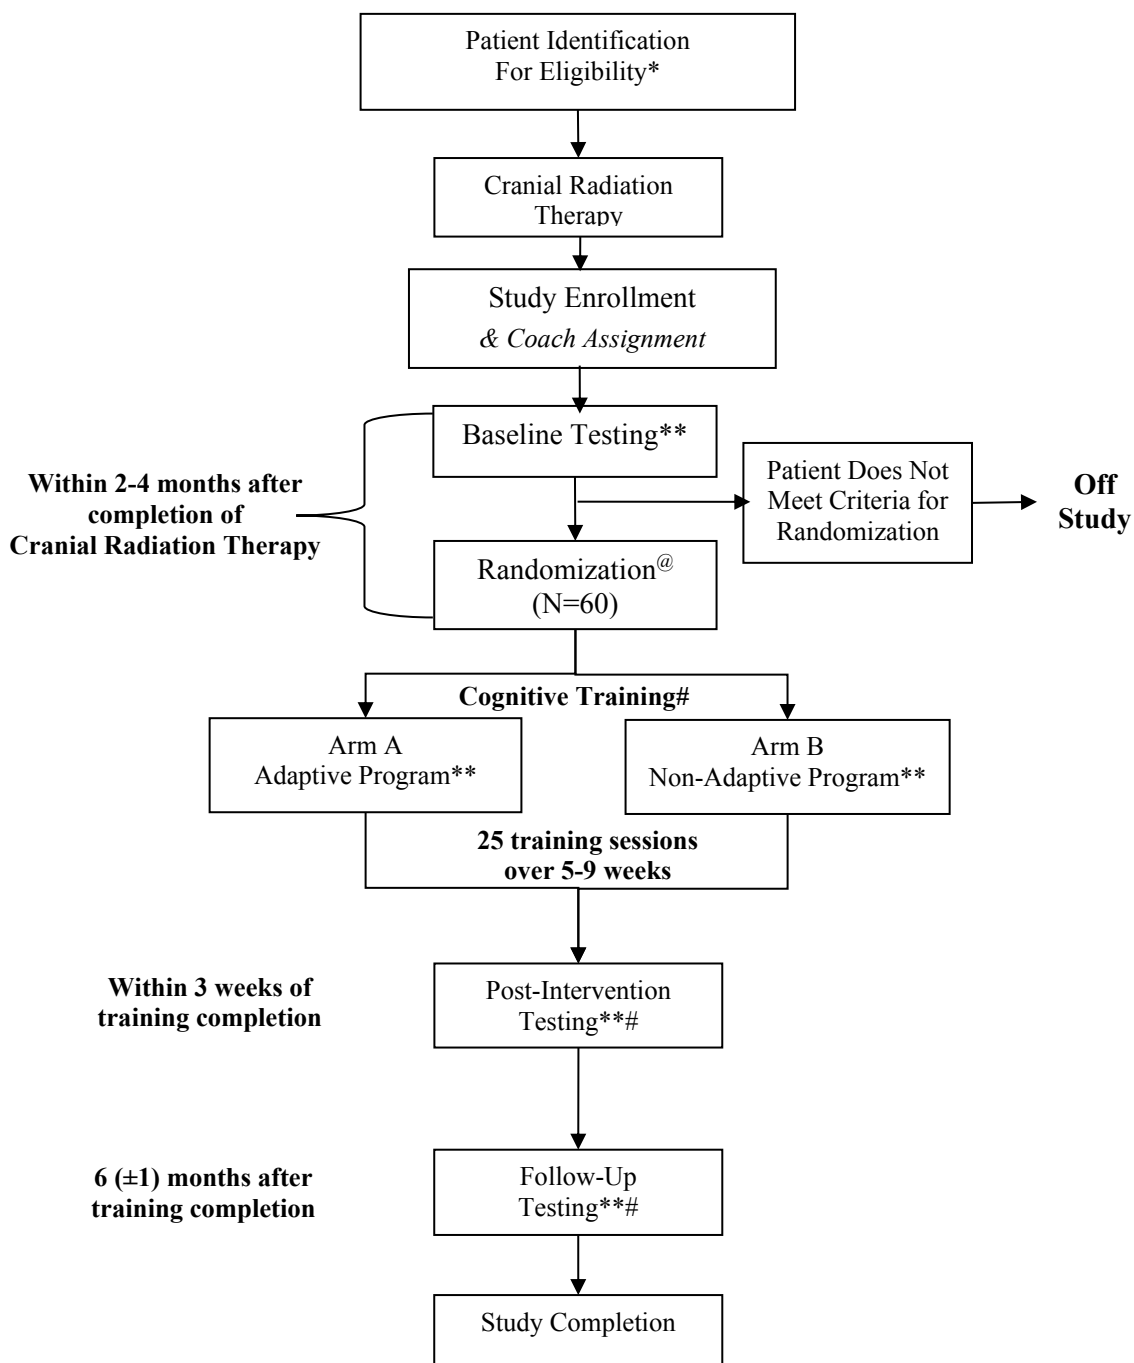 Patient Identification
For Eligibility*
Cranial Radiation
Therapy
Study Enrollment
& Coach Assignment
Baseline Testing**
Within 2-4 months after
completion of
Cranial Radiation Therapy
Patient Does Not
Meet Criteria for
Randomization
Off
Study
Randomization@
(N=60)
Cognitive Training#
Arm A
Adaptive Program**
Arm B
Non-Adaptive Program**
25 training sessions
over 5-9 weeks
Within 3 weeks of
training completion
Post-Intervention
Testing**#
6 (±1) months after
training completion
Follow-Up
Testing**#
Study Completion